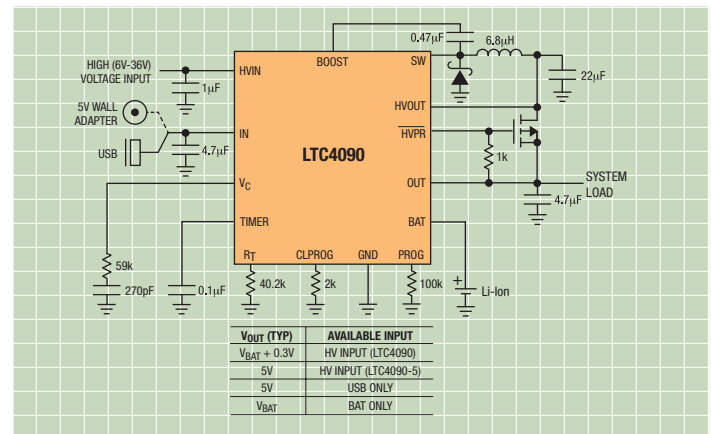 0.47µF
6.8µH
BOOST
SW
HIGH (6V-36V)
VOLTAGE INPUT
HVIN
22µF
1µF
5V WALL
ADAPTER
HVOUT
IN
HVPR
USB
4.7µF
LTC4090
1k
VC
OUT
SYSTEM
LOAD
4.7µF
TIMER
BAT
RT
CLPROG
GND
PROG
59k
270pF
0.1µF
40.2k
2k
100k
+
Li-Ion
VOUT (TYP) AVAILABLE INPUT
VBAT + 0.3V HV INPUT (LTC4090)
5V HV INPUT (LTC4090-5)
5V USB ONLY
VBAT BAT ONLY